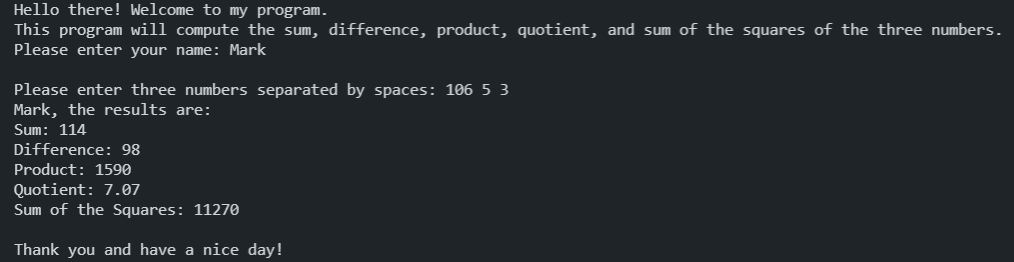 Hello there! Welcome to my program.
This program will compute the sum, difference, product, quotient, and sum of the squares of the three numbers.
Please enter your name: Mark
Please enter three numbers separated by spaces: 106 5 3
Mark, the results are:
Sum: 114
Difference: 98
Product: 1590
Quotient: 7.07
Sum of the Squares: 11270
Thank you and have a nice day!